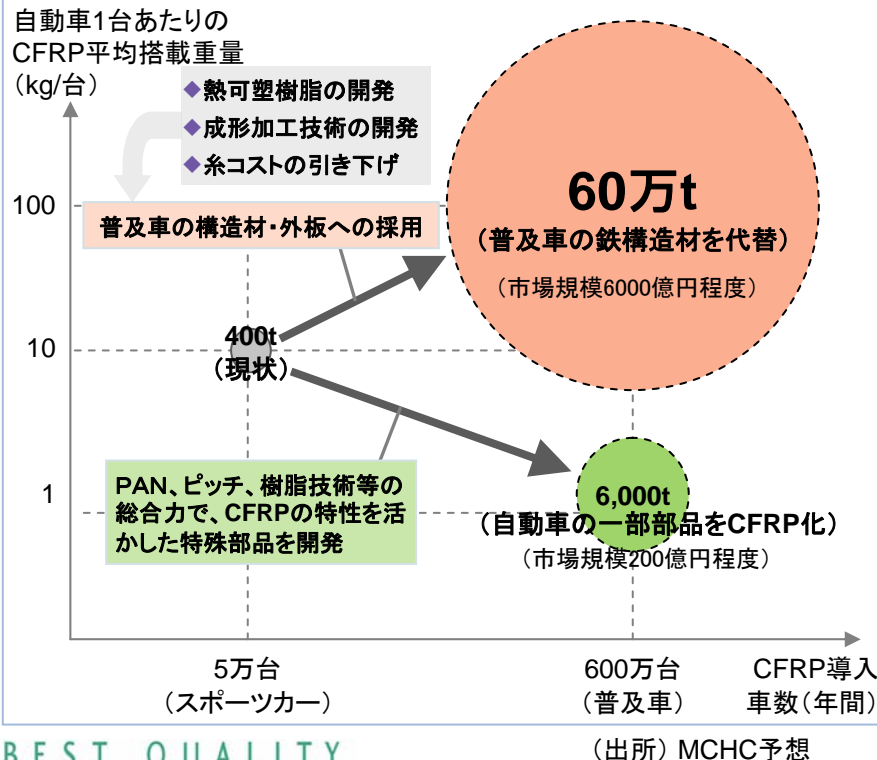 自動車1台あたりの
CFRP平均搭載重量
(kg/台)
◆熱可塑樹脂の開発
◆成形加工技術の開発
◆糸コストの引き下げ
100
普及車の構造材・外板への採用
60万t
(普及車の鉄構造材を代替)
(市場規模6000億円程度)
10
400t
(現状)
1
PAN、ピッチ、樹脂技術等の
総合力で、CFRPの特性を活
かした特殊部品を開発
6,000t
(自動車の一部部品をCFRP化)
(市場規模200億円程度)
5万台
(スポーツカー)
600万台
(普及車)
CFRP導入
車数(年間)
(出所) MCHC予想
BEST QUALITY